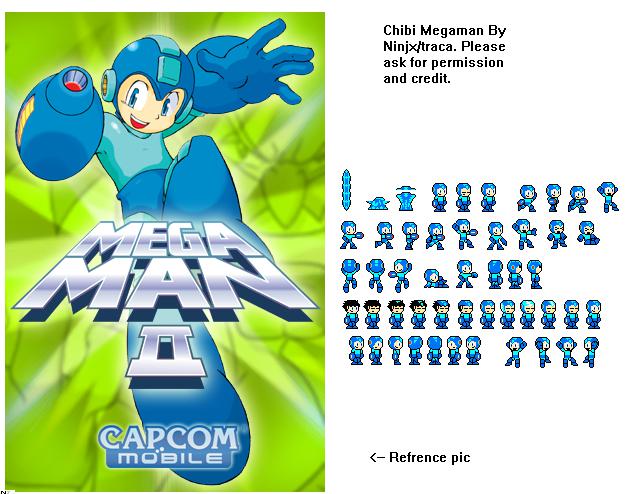 Chibi Megaman By
Ninjx/traca. Please
ask for permission
and credit.
MEGA
MAN
II
CAPCOM
MOBILE
<- Refrence pic